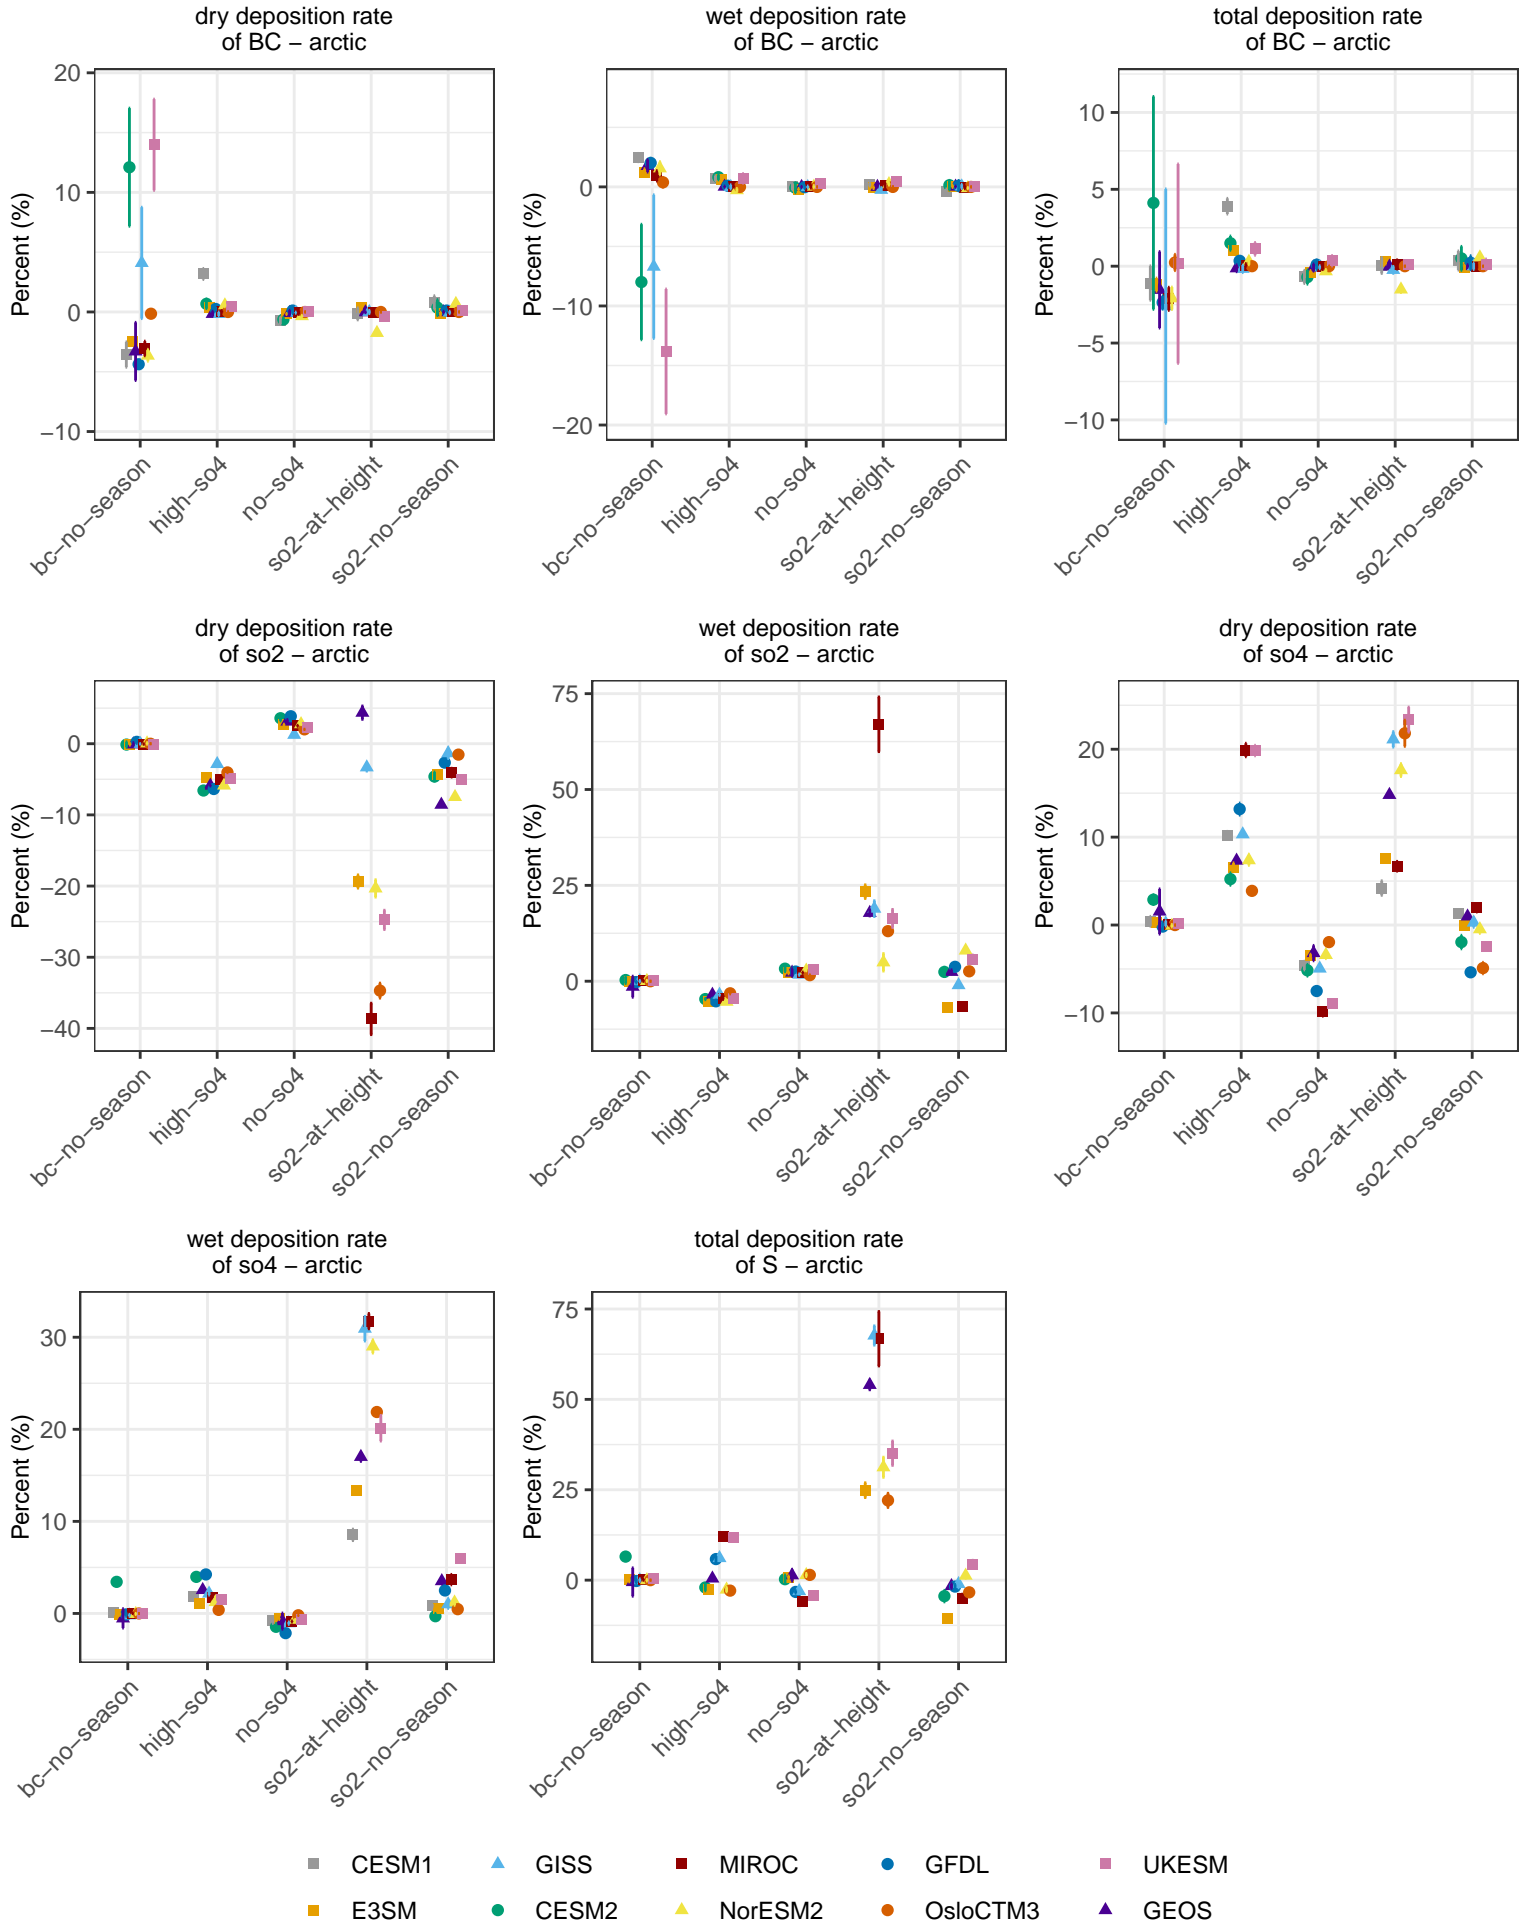 dry deposition rate
of BC − arctic
wet deposition rate
of BC − arctic
total deposition rate
of BC − arctic
Percent (%)
20
10
0
−10
bc−no−season
high−so4
no−so4
so2−at−height
so2−no−season
Percent (%)
0
−10
−20
bc−no−season
high−so4
no−so4
so2−at−height
so2−no−season
Percent (%)
10
5
0
−5
−10
bc−no−season
high−so4
no−so4
so2−at−height
so2−no−season
dry deposition rate
of so2 − arctic
wet deposition rate
of so2 − arctic
dry deposition rate
of so4 − arctic
Percent (%)
0
−10
−20
−30
−40
bc−no−season
high−so4
no−so4
so2−at−height
so2−no−season
Percent (%)
75
50
25
0
bc−no−season
high−so4
no−so4
so2−at−height
so2−no−season
Percent (%)
20
10
0
−10
bc−no−season
high−so4
no−so4
so2−at−height
so2−no−season
wet deposition rate
of so4 − arctic
total deposition rate
of S − arctic
Percent (%)
30
20
10
0
bc−no−season
high−so4
no−so4
so2−at−height
so2−no−season
Percent (%)
75
50
25
0
bc−no−season
high−so4
no−so4
so2−at−height
so2−no−season
CESM1 GISS MIROC GFDL UKESM
E3SM CESM2 NorESM2 OsloCTM3 GEOS